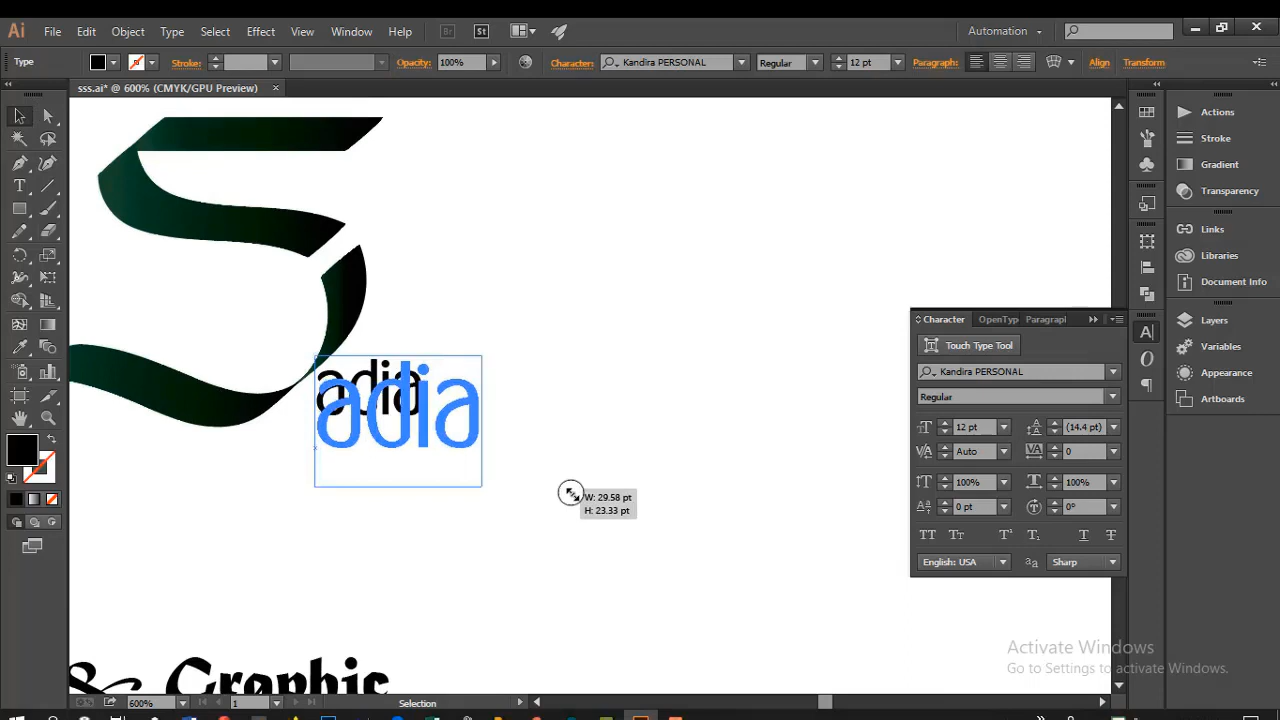 Ai File Edit Object Type Select Effect View Window Help Br St Automation
Type Stroke: Opacity: 100% Character: Kandira PERSONAL Regular 12 pt Paragraph: Align Transform
sss.ai* @ 600% (CMYK/GPU Preview) ×
Actions
Stroke
Gradient
Transparency
Links
Libraries
Document Info
Layers
Variables
Appearance
Artboards
S
adia
adia
W: 29.58 pt
H: 23.33 pt
Character OpenTyp Paragrapl
Touch Type Tool
Kandira PERSONAL
Regular
12 pt (14.4 pt)
Auto 0
100% 100%
0 pt 0°
English: USA Sharp
& Graphic
Activate Windows
Go to Settings to activate Windows.
600% 1 Selection